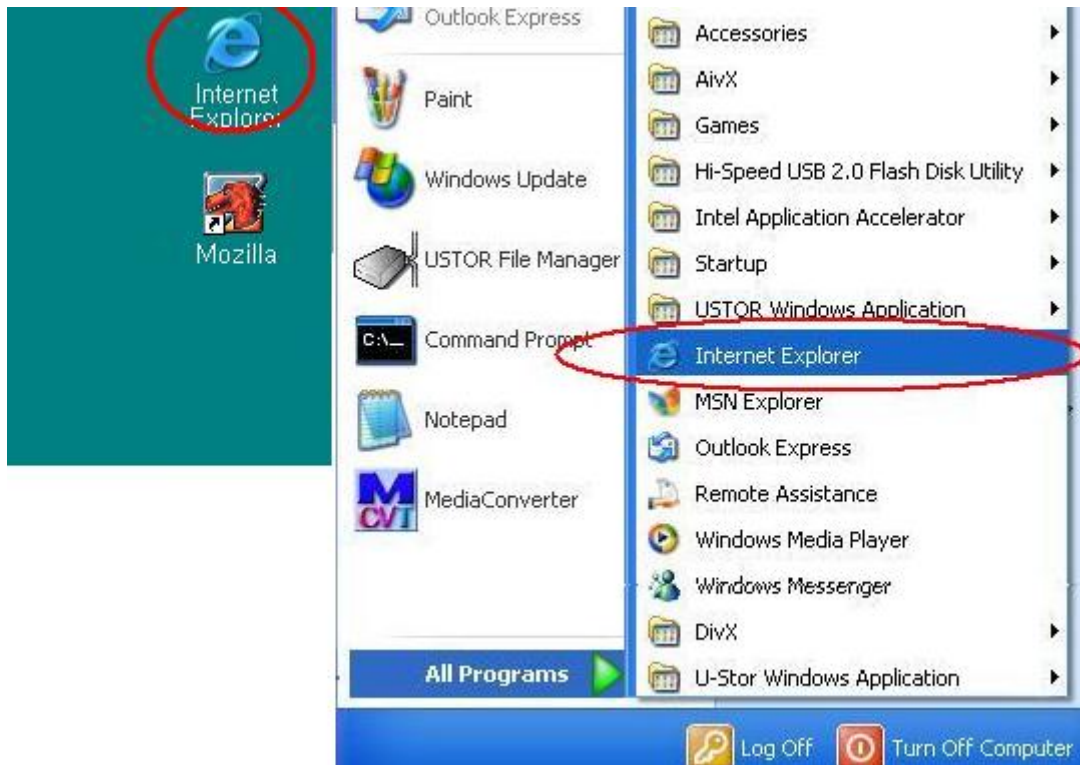 Internet
Explorer
Mozilla
Outlook Express
Paint
Windows Update
USTOR File Manager
C:\_
Command Prompt
Notepad
M
CVT
MediaConverter
All Programs
Accessories
AivX
Games
Hi-Speed USB 2.0 Flash Disk Utility
Intel Application Accelerator
Startup
USTOR Windows Application
Internet Explorer
MSN Explorer
Outlook Express
Remote Assistance
Windows Media Player
Windows Messenger
DivX
U-Stor Windows Application
Log Off
Turn Off Computer